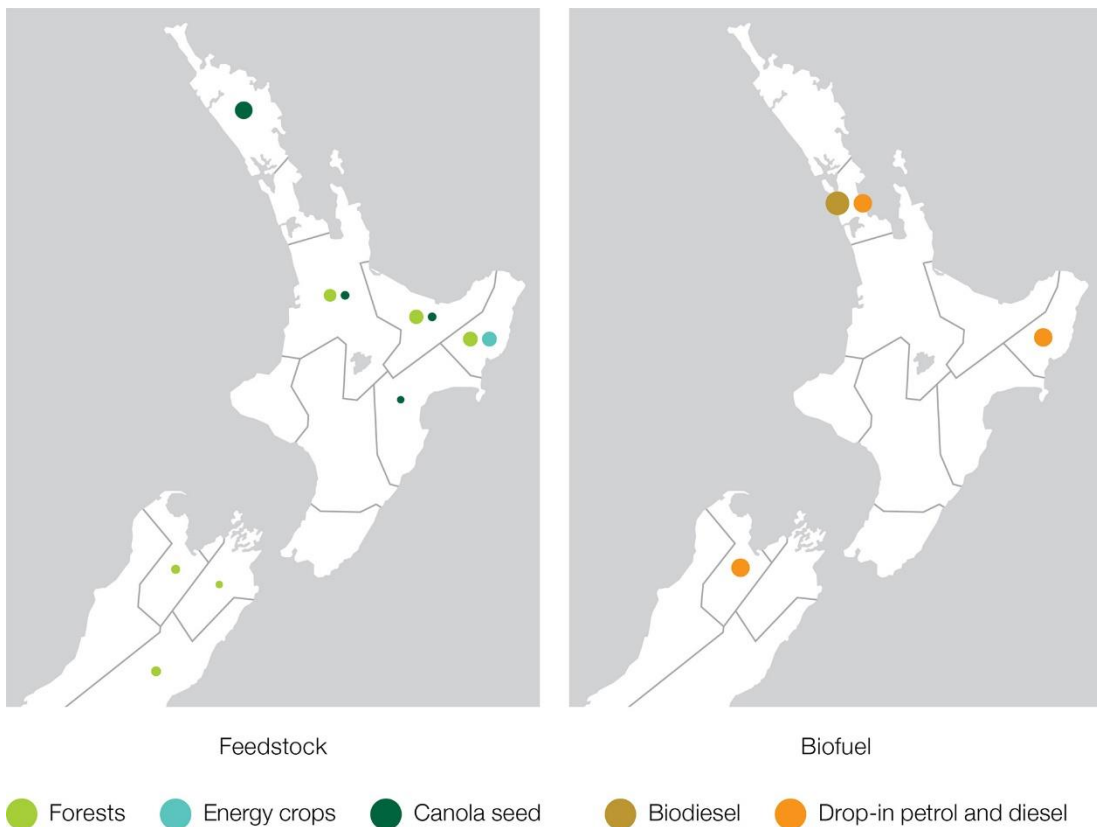 Feedstock
Biofuel
Forests
Energy crops
Canola seed
Biodiesel
Drop-in petrol and diesel